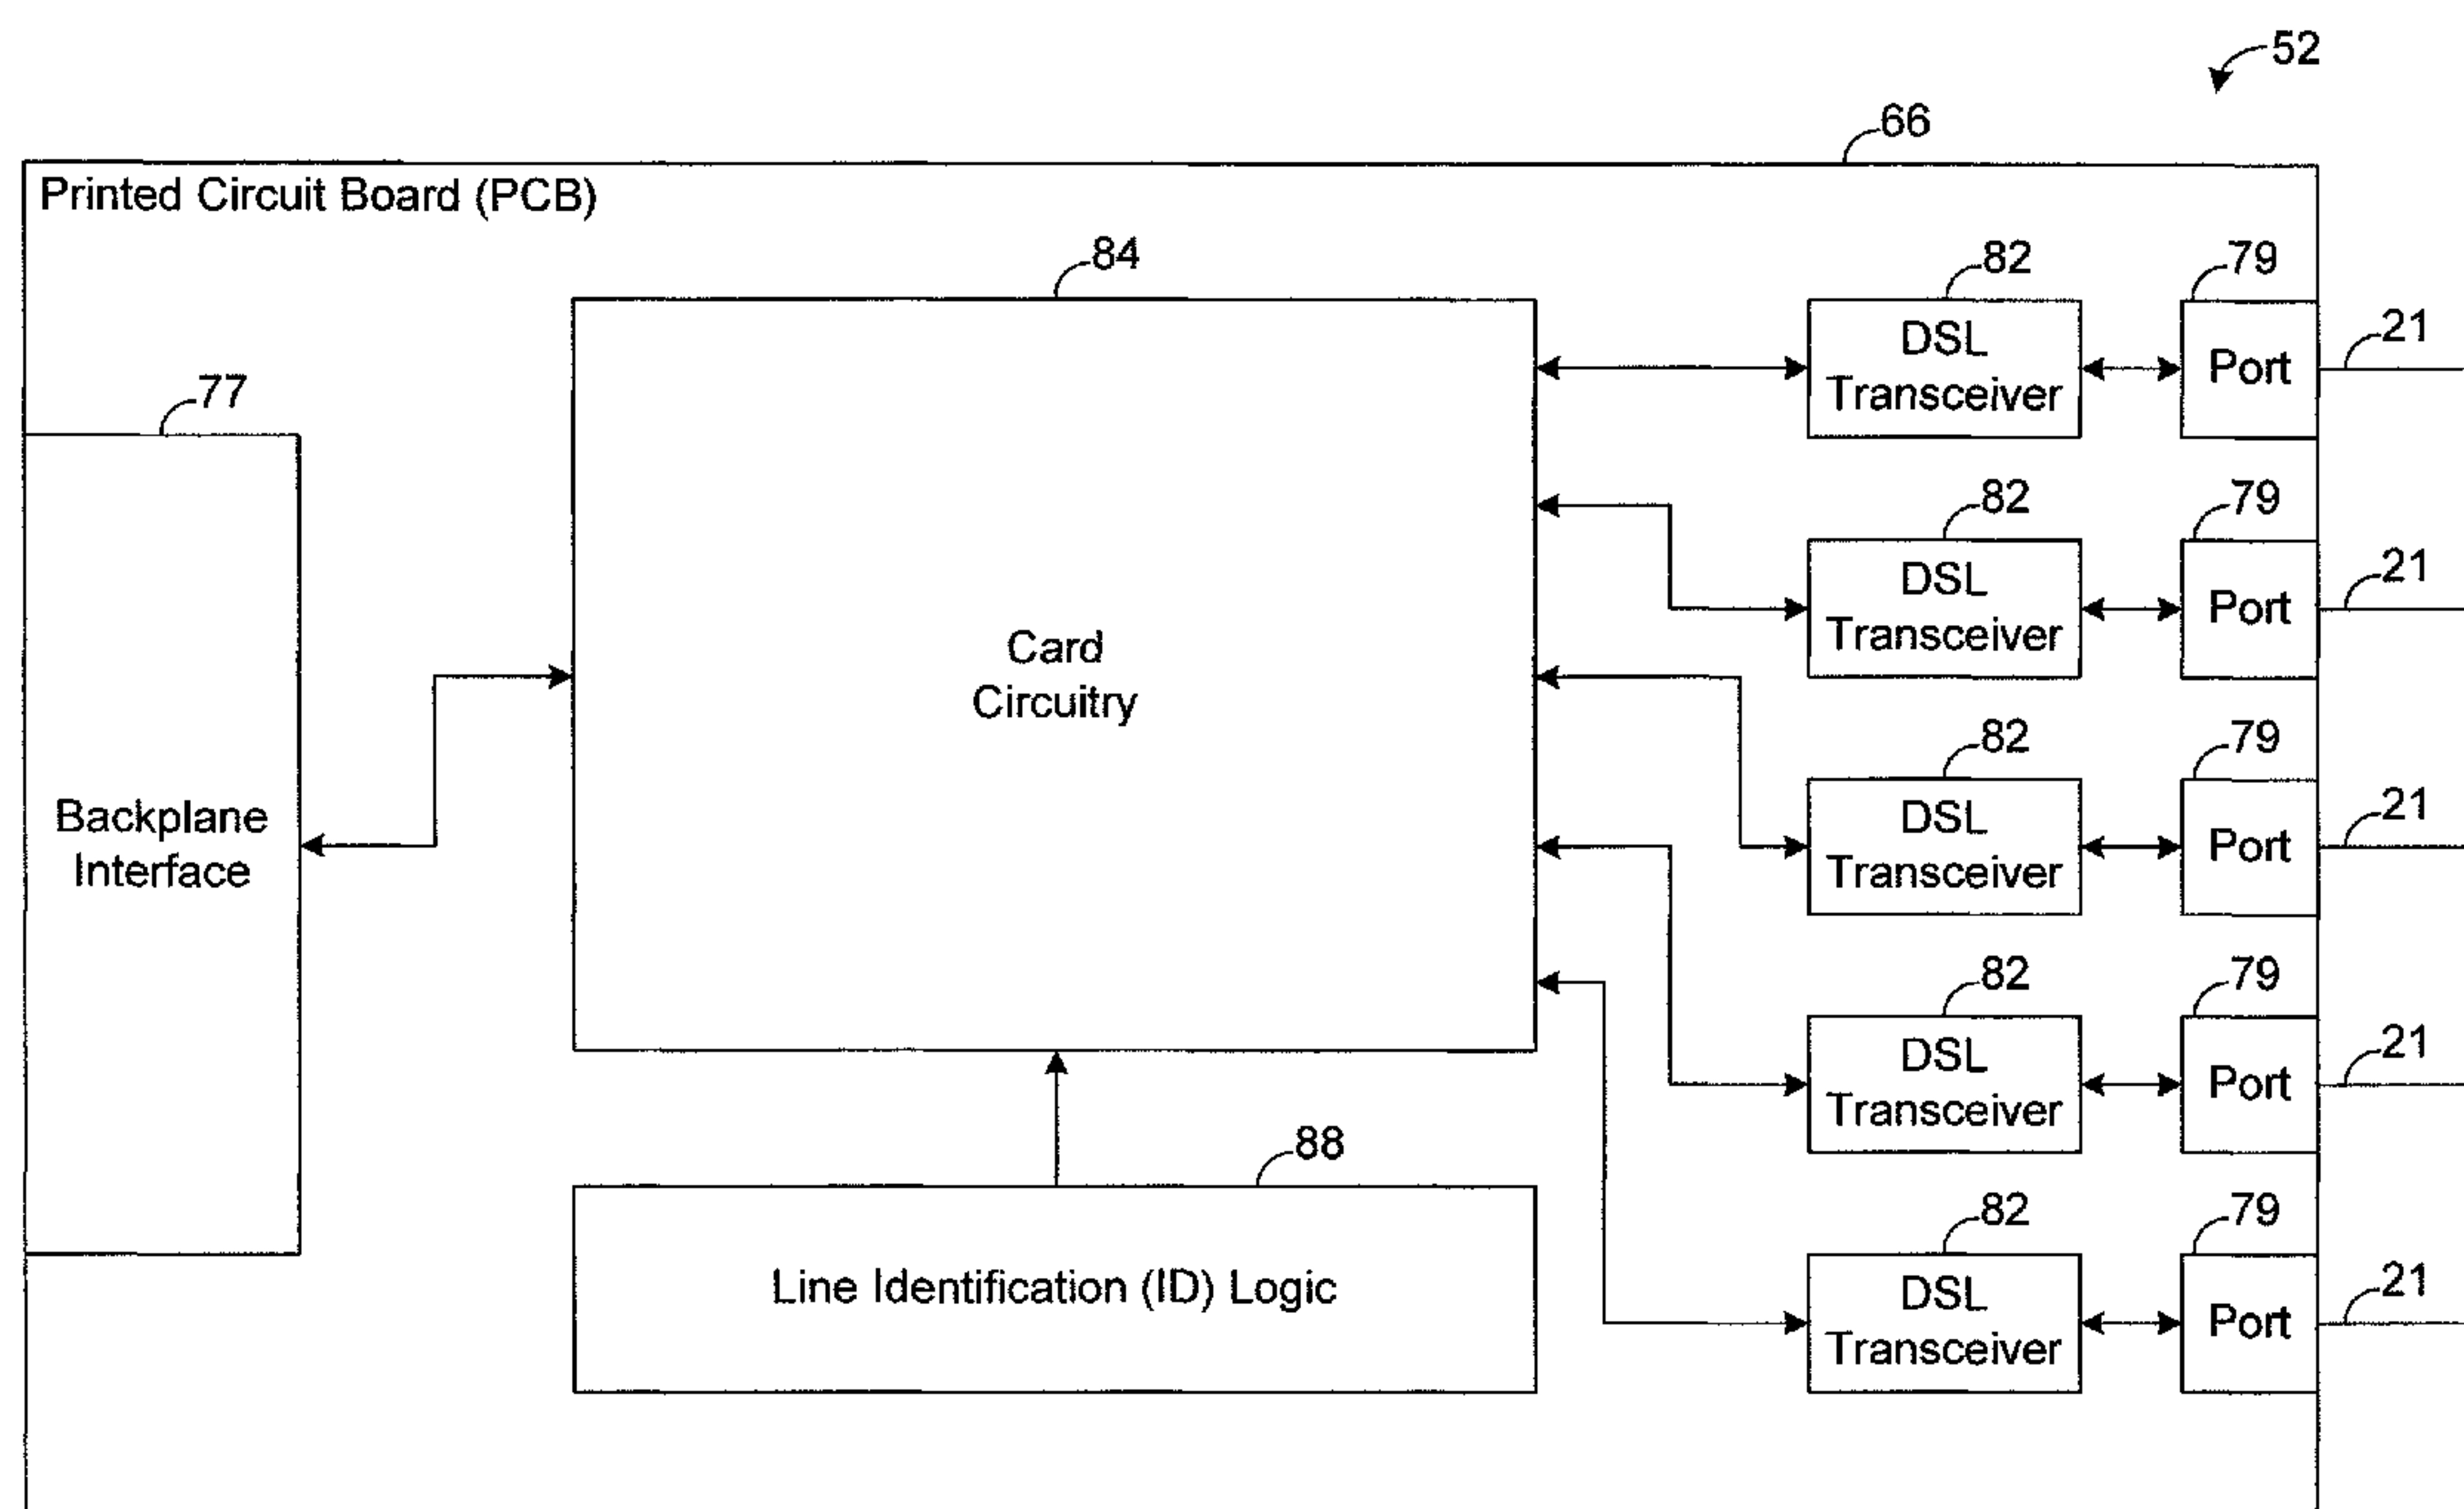 52
66
Printed Circuit Board (PCB)
84
82
79
21
DSL
Transceiver
Port
77
82
79
21
DSL
Transceiver
Port
Card
Circuitry
82
79
21
DSL
Transceiver
Port
Backplane
Interface
82
79
21
DSL
Transceiver
Port
88
82
79
21
DSL
Transceiver
Port
Line Identification (ID) Logic